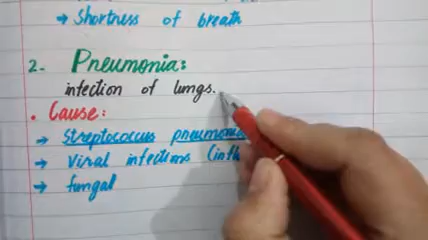 → Shortness of breath
2. Pneumonia:
infection of lungs.
• Cause:
→ Streptococcus
→ Viral infections
→ fungal